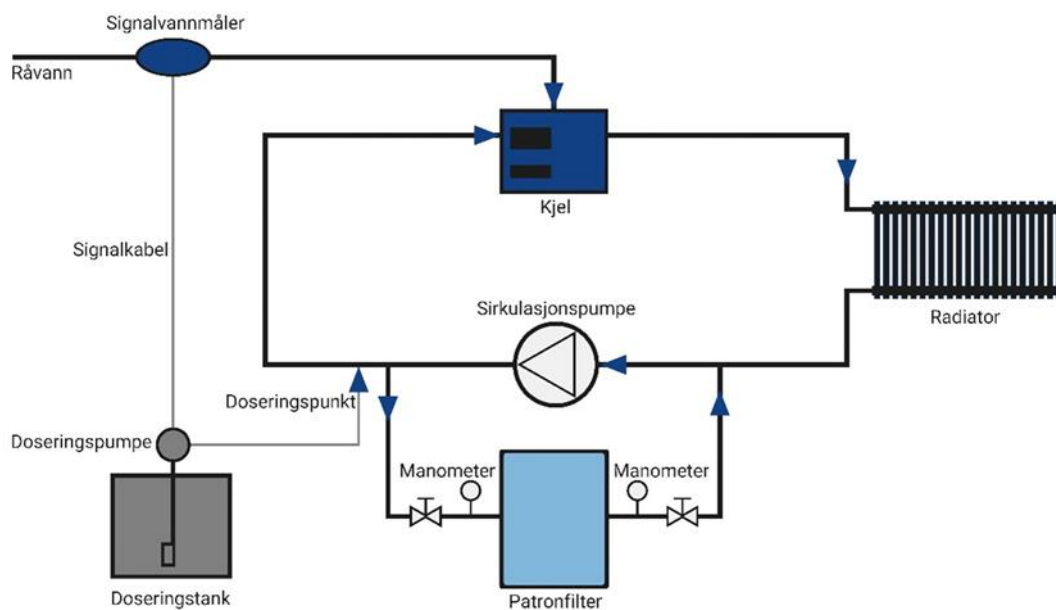 Signalvannmåler
Råvann
Kjel
Signalkabel
Sirkulasjonspumpe
Radiator
Doseringspunkt
Doseringspumpe
Manometer
Manometer
Doseringstank
Patronfilter